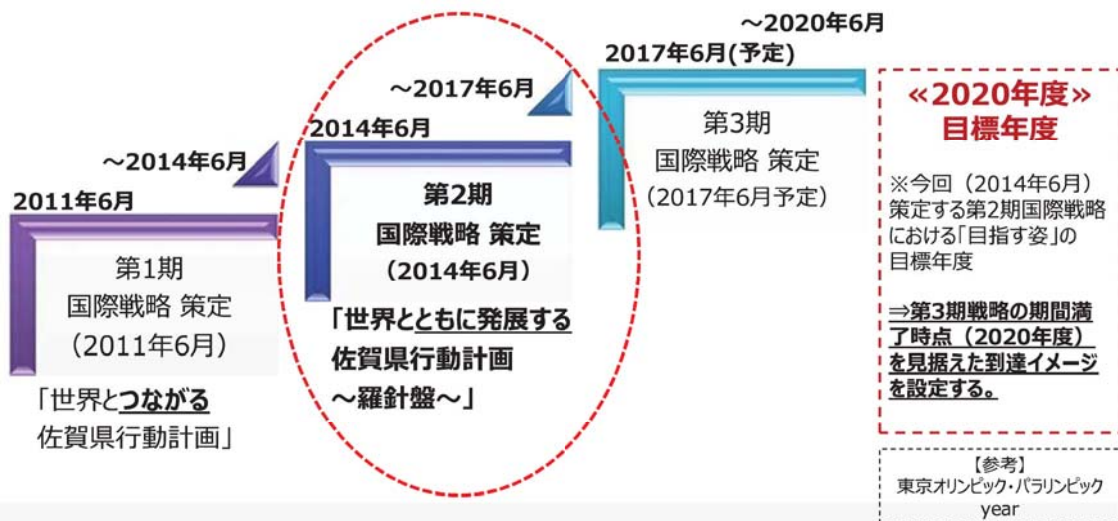 2011年6月
～2014年6月
第1期
国際戦略 策定
（2011年6月）
「世界とつながる
佐賀県行動計画」
2014年6月
～2017年6月
第2期
国際戦略 策定
（2014年6月）
「世界とともに発展する
佐賀県行動計画
～羅針盤～」
2017年6月(予定)
～2020年6月
第3期
国際戦略 策定
（2017年6月予定）
≪2020年度≫
目標年度
※今回（2014年6月）
策定する第2期国際戦略
における「目指す姿」の
目標年度
⇒第3期戦略の期間満
了時点（2020年度）
を見据えた到達イメージ
を設定する。
【参考】
東京オリンピック・パラリンピック
year